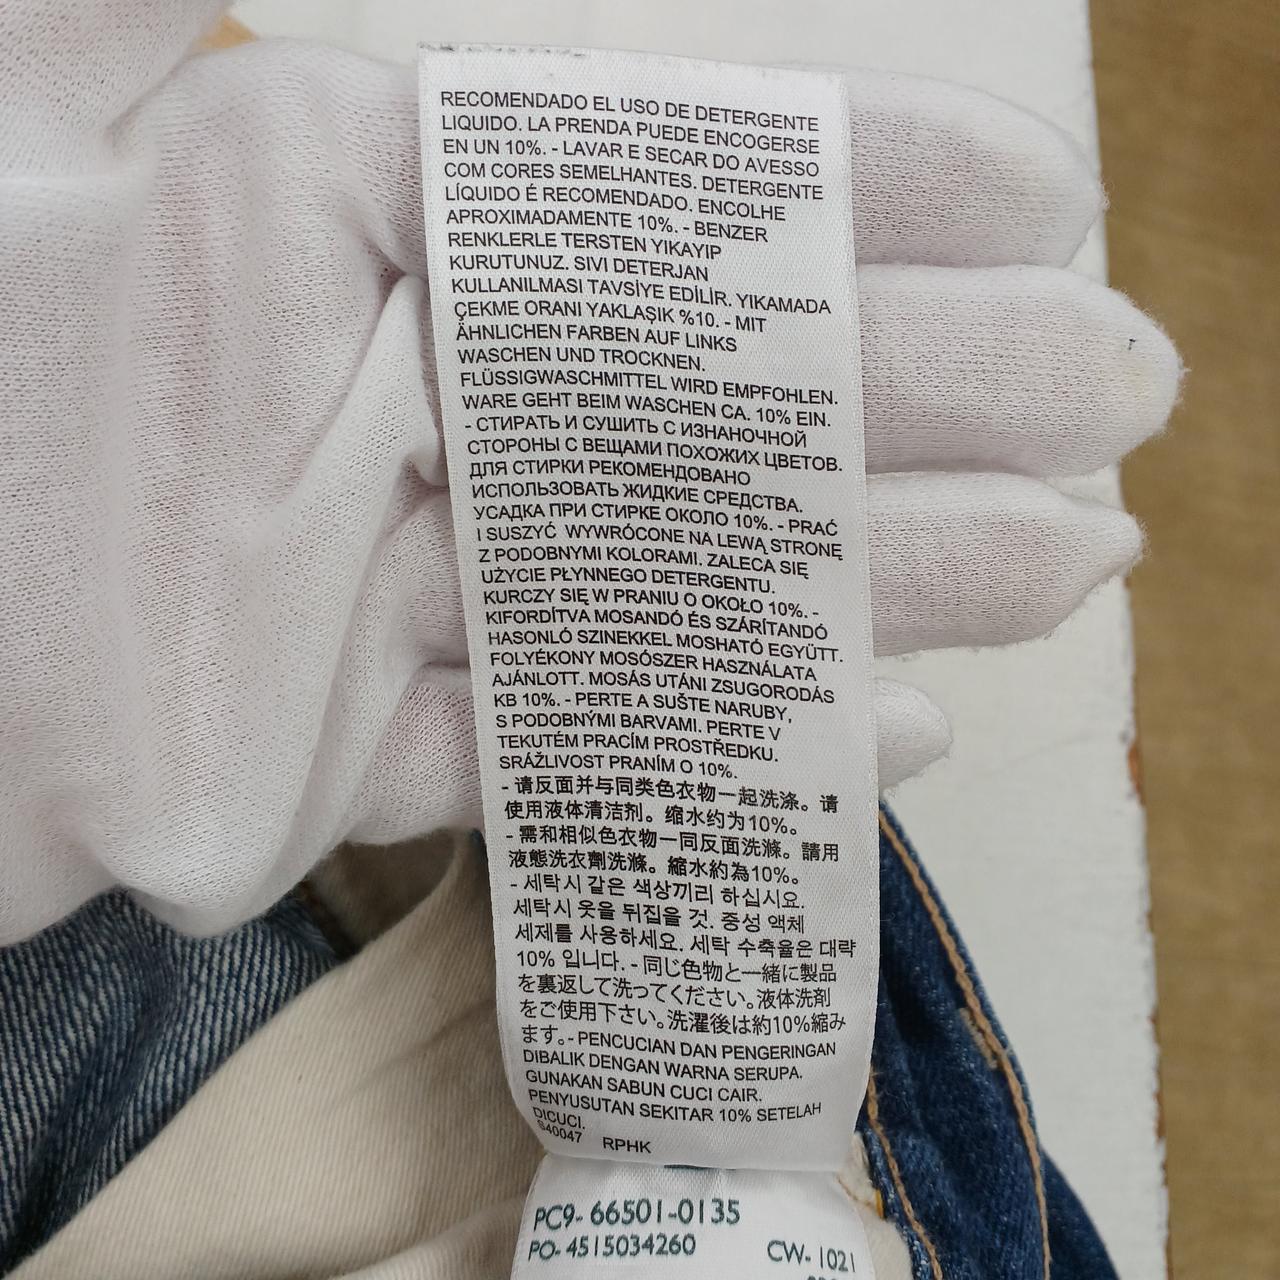 RECOMENDADO EL USO DE DETERGENTE
LIQUIDO. LA PRENDA PUEDE ENCOGERSE
EN UN 10%. - LAVAR E SECAR DO AVESSO
COM CORES SEMELHANTES. DETERGENTE
LÍQUIDO É RECOMENDADO. ENCOLHE
APROXIMADAMENTE 10%. - BENZER
RENKLERLE TERSTEN YIKAYIP
KURUTUNUZ. SIVI DETERJAN
KULLANILMASI TAVSİYE EDİLİR. YIKAMADA
ÇEKME ORANI YAKLAŞIK %10. - MIT
ÄHNLICHEN FARBEN AUF LINKS
WASCHEN UND TROCKNEN.
FLÜSSIGWASCHMITTEL WIRD EMPFOHLEN.
WARE GEHT BEIM WASCHEN CA. 10% EIN.
- СТИРАТЬ И СУШИТЬ С ИЗНАНОЧНОЙ
СТОРОНЫ С ВЕЩАМИ ПОХОЖИХ ЦВЕТОВ.
ДЛЯ СТИРКИ РЕКОМЕНДОВАНО
ИСПОЛЬЗОВАТЬ ЖИДКИЕ СРЕДСТВА.
УСАДКА ПРИ СТИРКЕ ОКОЛО 10%. - PRAĆ
I SUSZYĆ WYWRÓCONE NA LEWĄ STRONĘ
Z PODOBNYMI KOLORAMI. ZALECA SIĘ
UŻYCIE PŁYNNEGO DETERGENTU.
KURCZY SIĘ W PRANIU O OKOŁO 10%. -
KIFORDÍTVA MOSANDÓ ÉS SZÁRÍTANDÓ
HASONLÓ SZINEKKEL MOSHATÓ EGYÜTT.
FOLYÉKONY MOSÓSZER HASZNÁLATA
AJÁNLOTT. MOSÁS UTÁNI ZSUGORODÁS
KB 10%. - PERTE A SUŠTE NARUBY,
S PODOBNÝMI BARVAMI. PERTE V
TEKUTÉM PRACÍM PROSTŘEDKU.
SRÁŽLIVOST PRANÍM O 10%.
- 请反面并与同类色衣物一起洗涤。请
使用液体清洁剂。缩水约为10%。
- 需和相似色衣物一同反面洗滌。請用
液態洗衣劑洗滌。縮水約為10%。
- 세탁시 같은 색상끼리 하십시요.
세탁시 옷을 뒤집을 것. 중성 액체
세제를 사용하세요. 세탁 수축율은 대략
10% 입니다. - 同じ色物と一緒に製品
を裏返して洗ってください。液体洗剤
をご使用下さい。洗濯後は約10%縮み
ます。- PENCUCIAN DAN PENGERINGAN
DIBALIK DENGAN WARNA SERUPA.
GUNAKAN SABUN CUCI CAIR.
PENYUSUTAN SEKITAR 10% SETELAH
DICUCI.
S40047 RPHK
PC9- 66501-0135
PO- 4515034260 CW- 1021